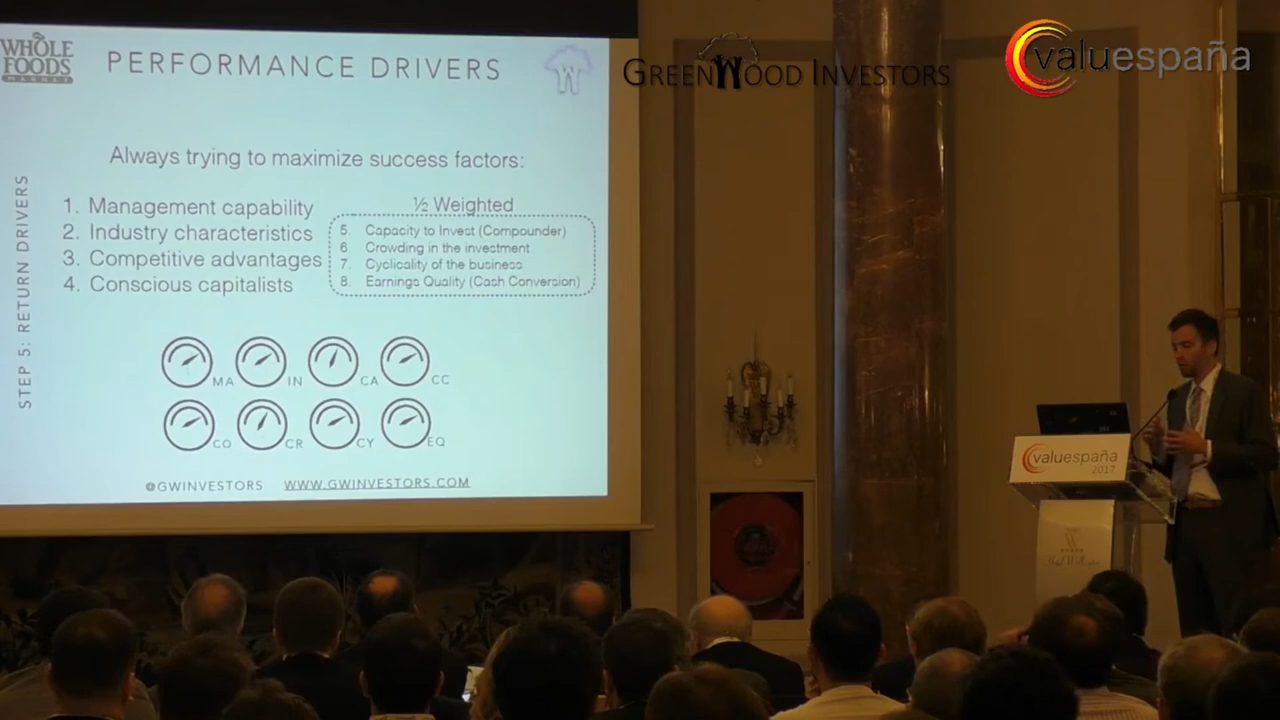 WHOLE
FOODS
MARKET
PERFORMANCE DRIVERS
GREENWOOD INVESTORS
valuespaña
STEP 5: RETURN DRIVERS
Always trying to maximize success factors:
1. Management capability
2. Industry characteristics
3. Competitive advantages
4. Conscious capitalists
½ Weighted
5. Capacity to Invest (Compounder)
6. Crowding in the investment
7. Cyclicality of the business
8. Earnings Quality (Cash Conversion)
MA IN CA CC
CO CR CY EQ
@GWINVESTORS WWW.GWINVESTORS.COM
valuespaña
2017